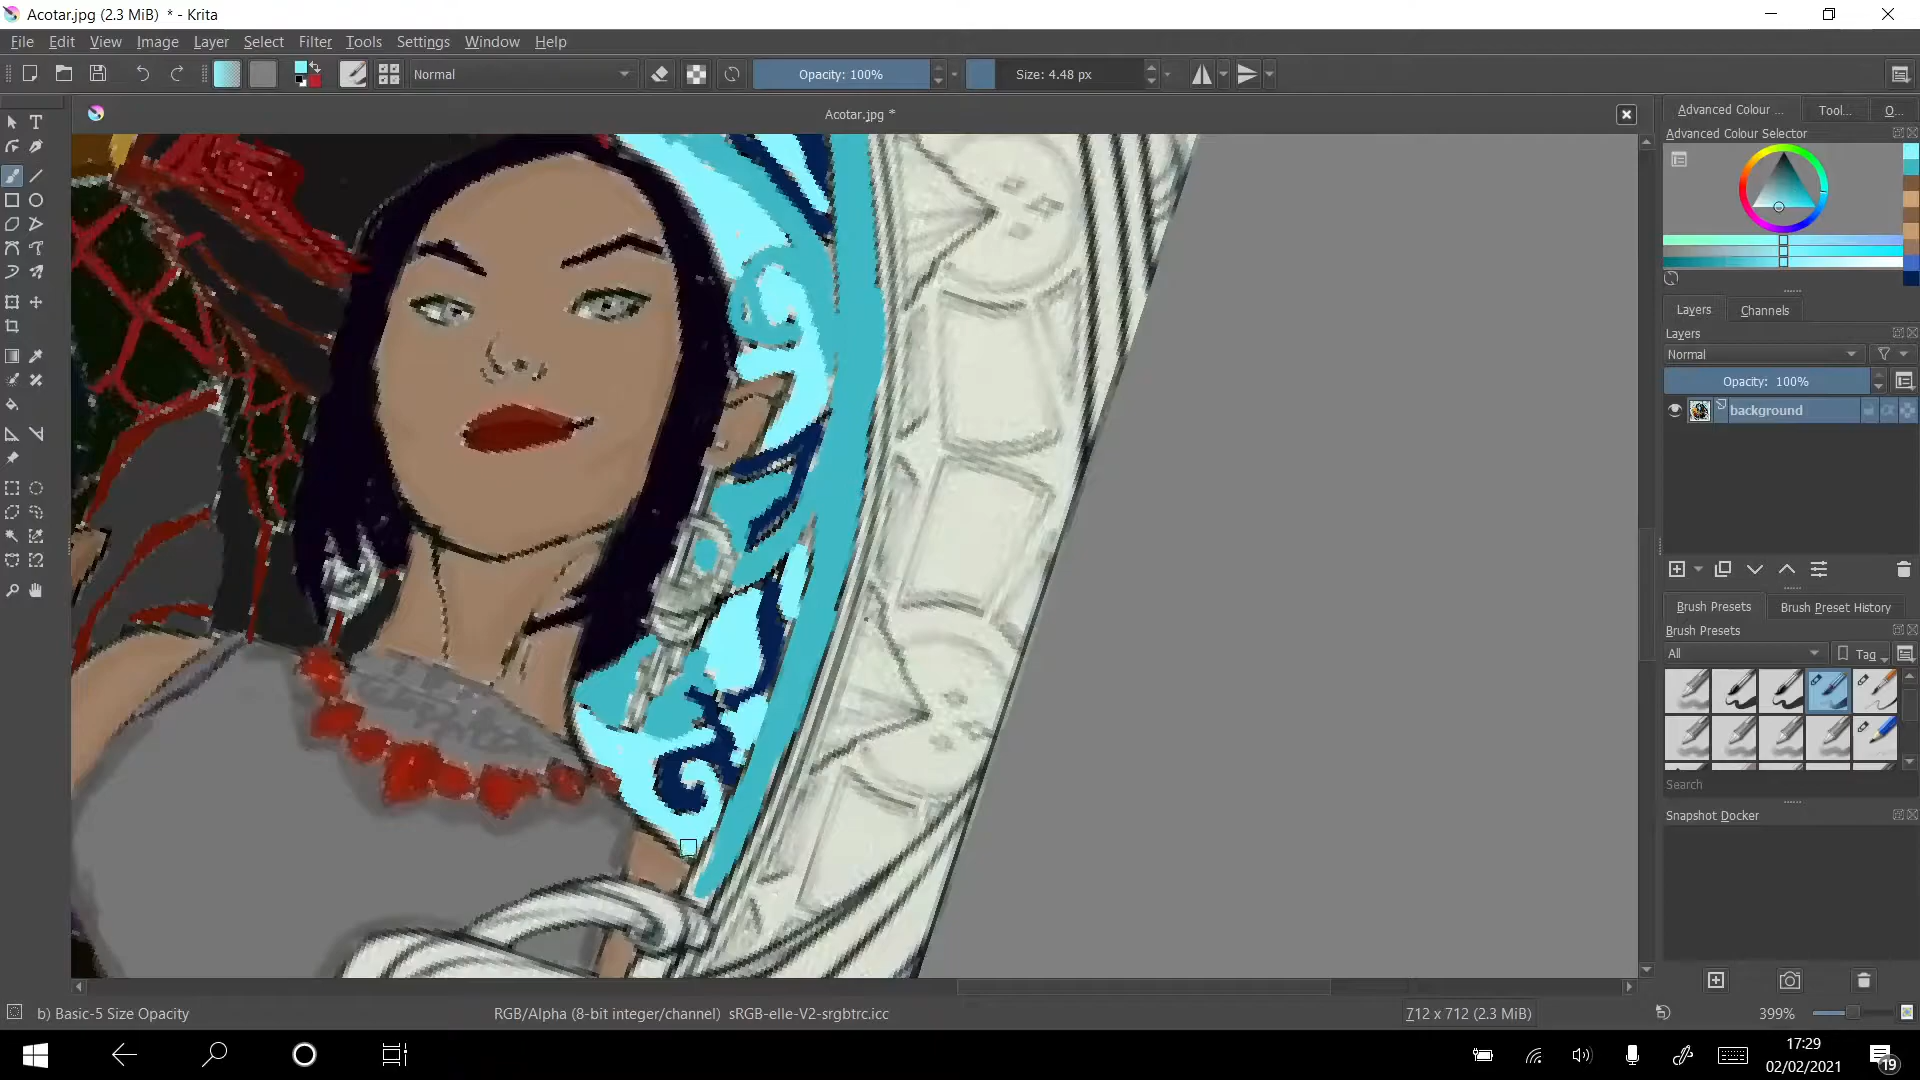 Acotar.jpg (2.3 MiB)  * - Krita
File Edit View Image Layer Select Filter Tools Settings Window Help
Normal
Opacity: 100%
Size: 4.48 px
Acotar.jpg *
Advanced Colour ...
Tool...
O...
Advanced Colour Selector
Layers
Channels
Layers
Normal
Opacity:  100%
background
Brush Presets
Brush Preset History
Brush Presets
All
Tag
Search
Snapshot Docker
b) Basic-5 Size Opacity
RGB/Alpha (8-bit integer/channel)  sRGB-elle-V2-srgbtrc.icc
712 x 712 (2.3 MiB)
399%
17:29
02/02/2021
19